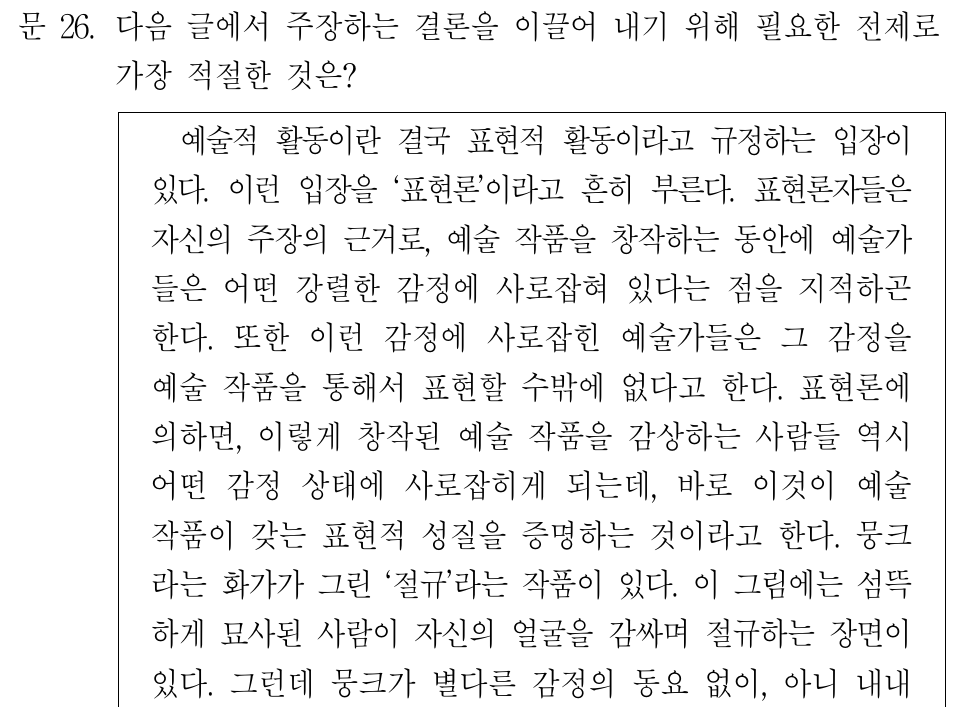 문 26. 다음 글에서 주장하는 결론을 이끌어 내기 위해 필요한 전제로
가장 적절한 것은?
예술적 활동이란 결국 표현적 활동이라고 규정하는 입장이
있다. 이런 입장을 ‘표현론’이라고 흔히 부른다. 표현론자들은
자신의 주장의 근거로, 예술 작품을 창작하는 동안에 예술가
들은 어떤 강렬한 감정에 사로잡혀 있다는 점을 지적하곤
한다. 또한 이런 감정에 사로잡힌 예술가들은 그 감정을
예술 작품을 통해서 표현할 수밖에 없다고 한다. 표현론에
의하면, 이렇게 창작된 예술 작품을 감상하는 사람들 역시
어떤 감정 상태에 사로잡히게 되는데, 바로 이것이 예술
작품이 갖는 표현적 성질을 증명하는 것이라고 한다. 뭉크
라는 화가가 그린 ‘절규’라는 작품이 있다. 이 그림에는 섬뜩
하게 묘사된 사람이 자신의 얼굴을 감싸며 절규하는 장면이
있다. 그런데 뭉크가 별다른 감정의 동요 없이, 아니 내내